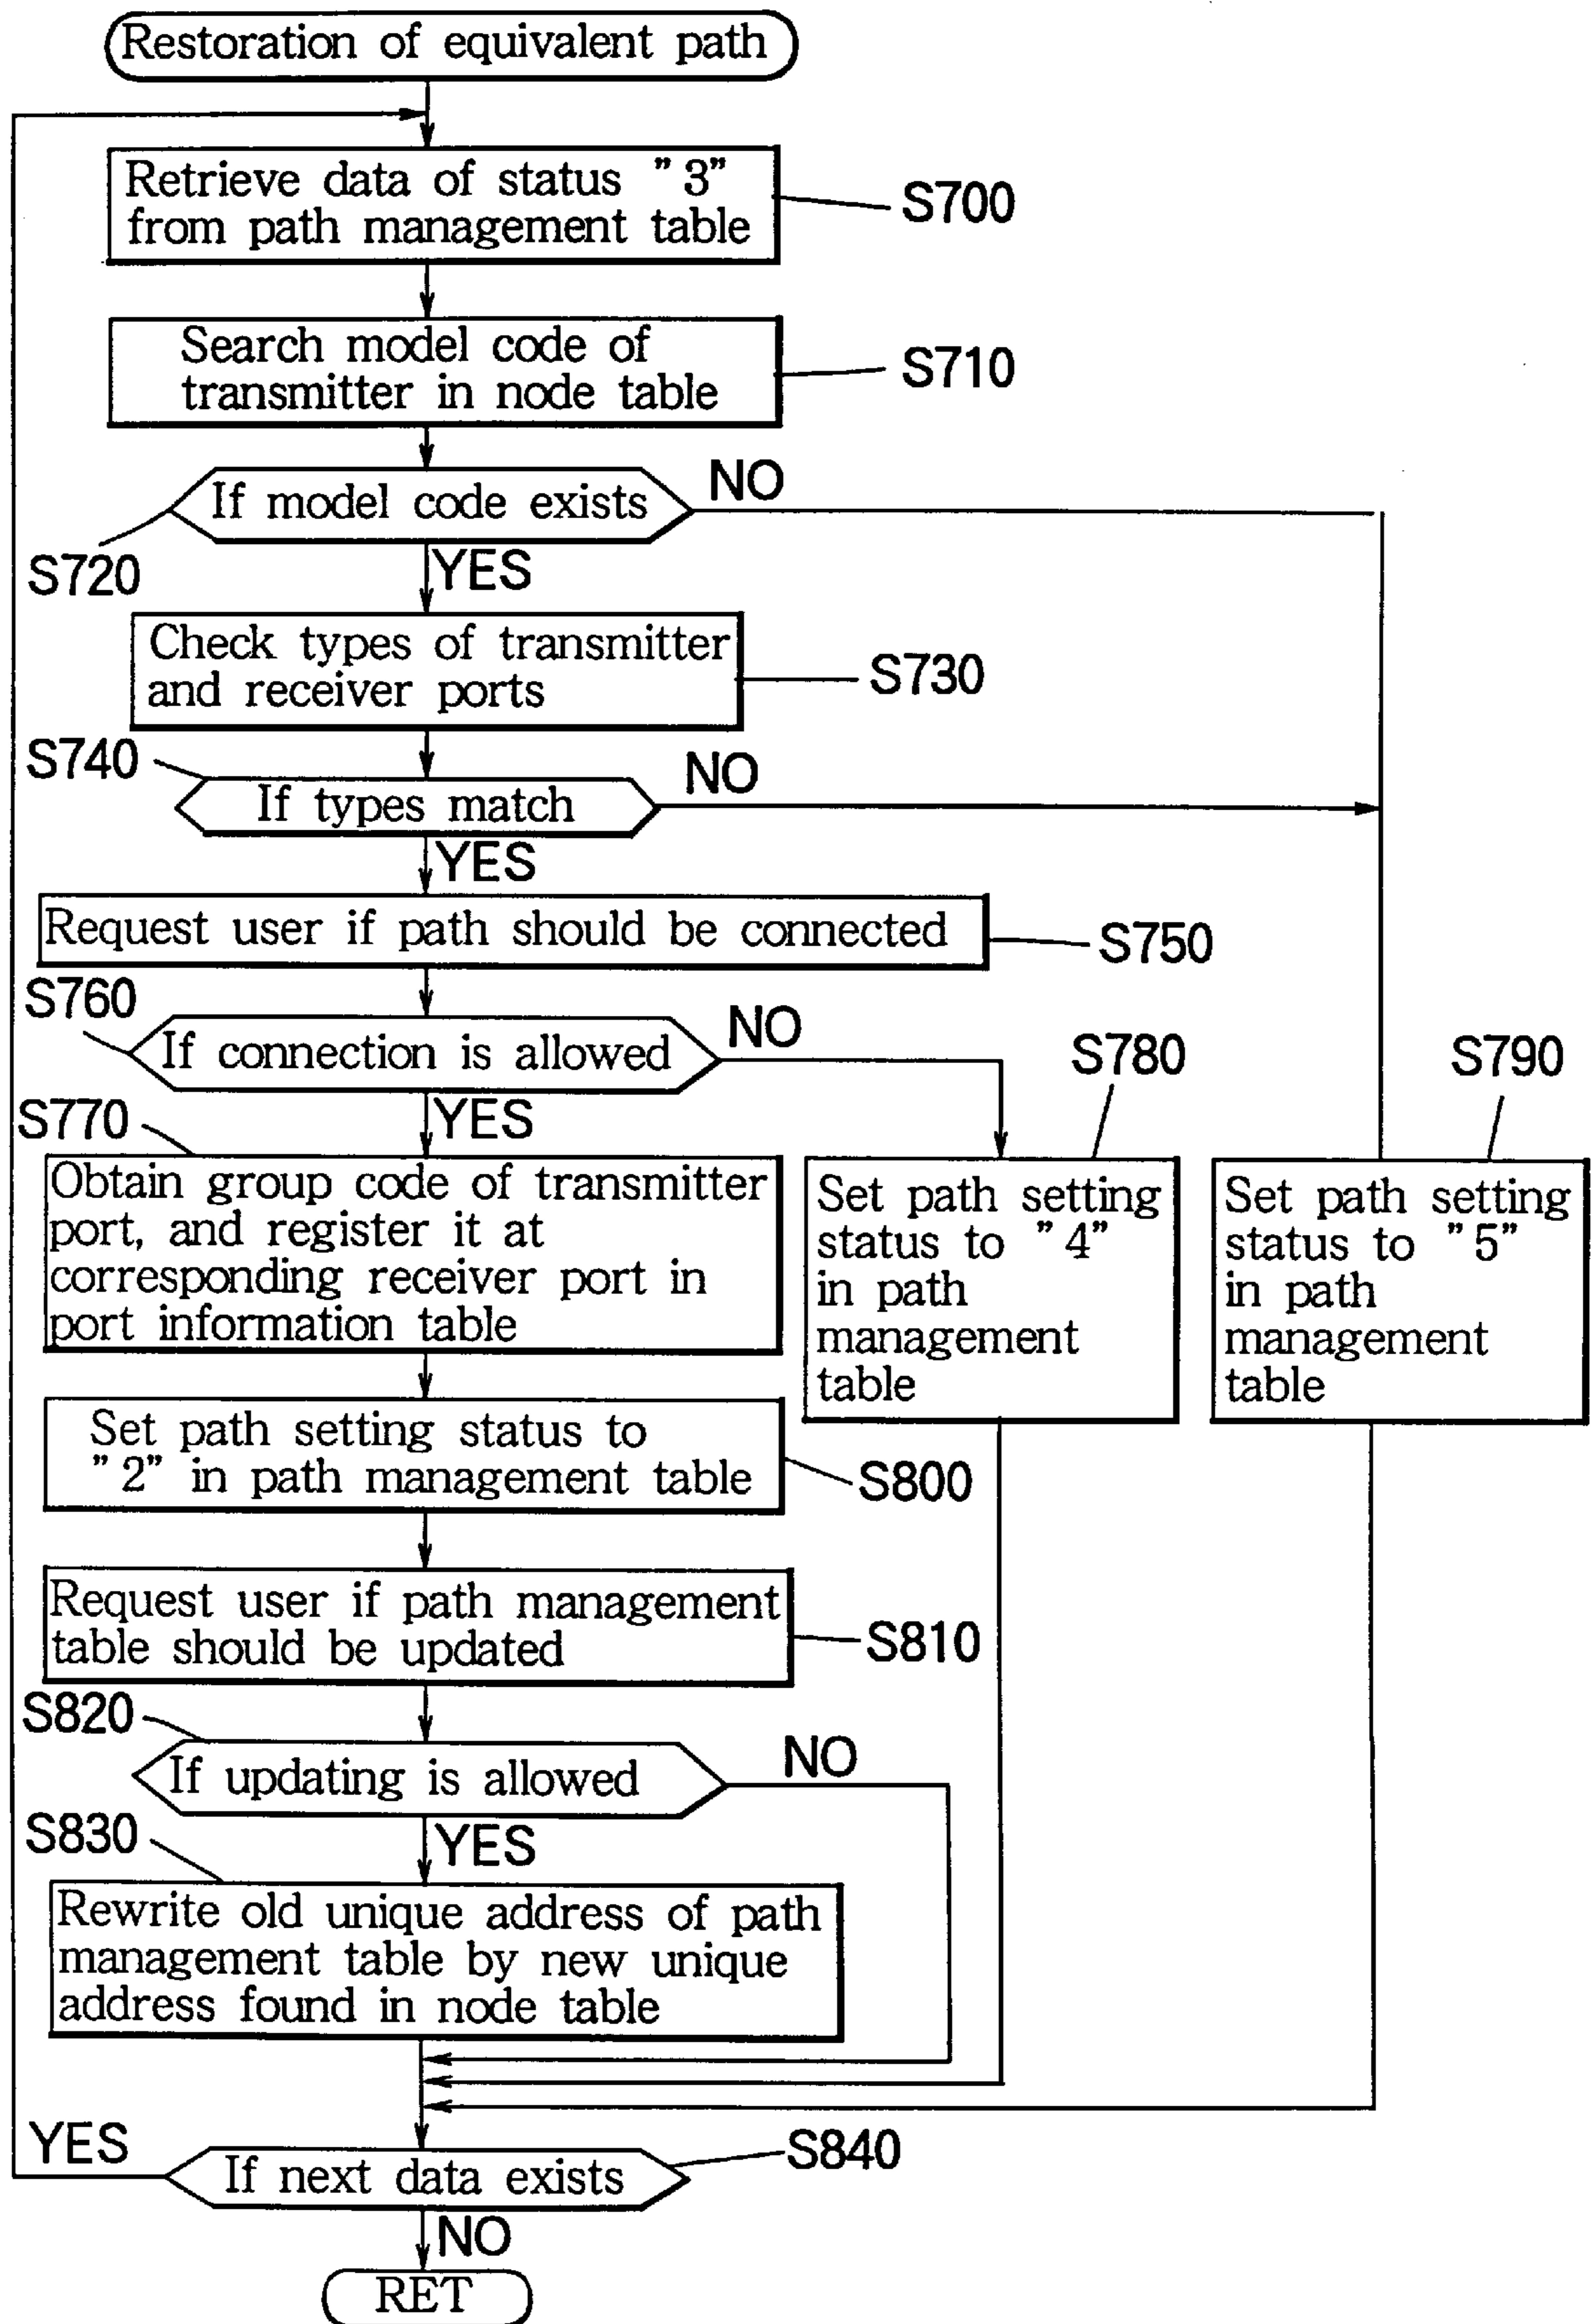 Restoration of equivalent path
Retrieve data of status "3"
from path management table
S700
Search model code of
transmitter in node table
S710
If model code exists
NO
S720
YES
Check types of transmitter
and receiver ports
S730
S740
If types match
NO
YES
Request user if path should be connected
S750
S760
If connection is allowed
NO
S780
S790
S770
YES
Obtain group code of transmitter
port, and register it at
corresponding receiver port in
port information table
Set path setting
status to "4"
in path
management
table
Set path setting
status to "5"
in path
management
table
Set path setting status to
"2" in path management table
S800
Request user if path management
table should be updated
S810
S820
If updating is allowed
NO
S830
YES
Rewrite old unique address of path
management table by new unique
address found in node table
YES
If next data exists
S840
NO
RET